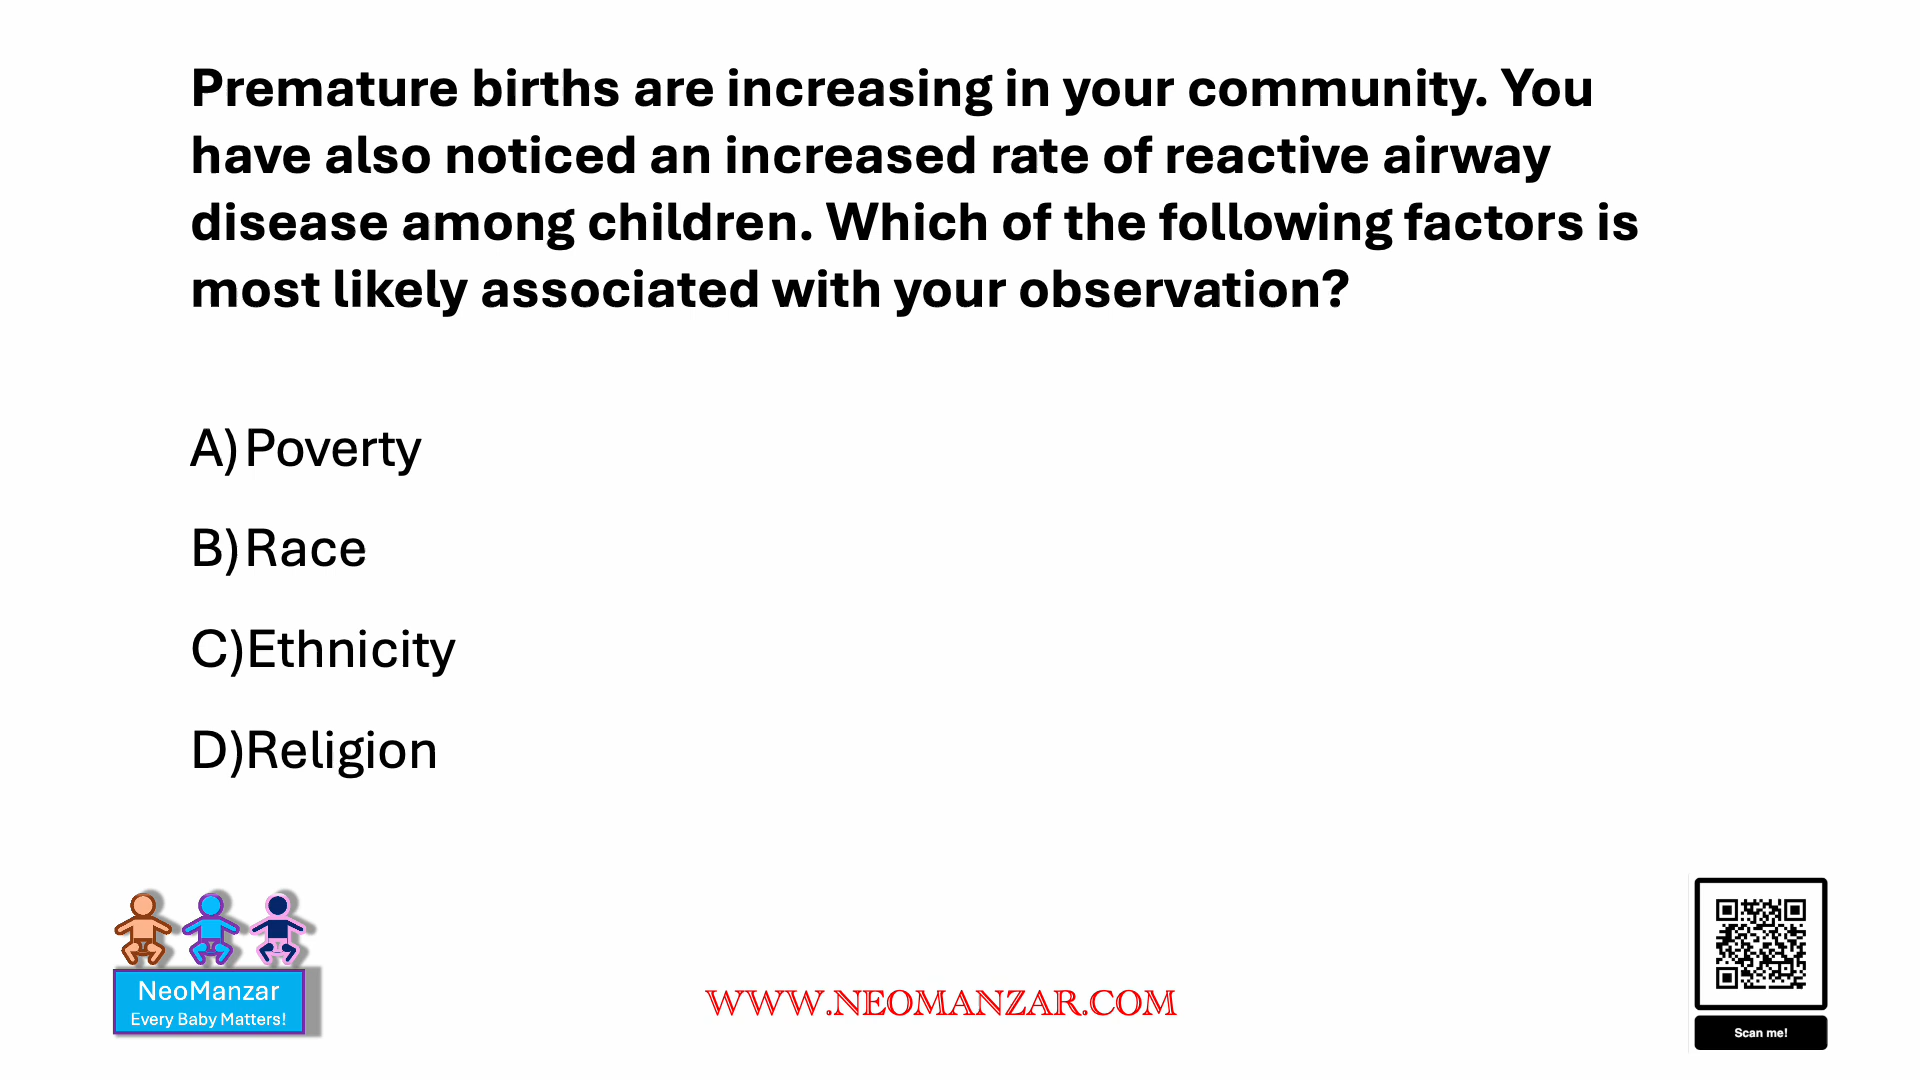 Premature births are increasing in your community. You
have also noticed an increased rate of reactive airway
disease among children. Which of the following factors is
most likely associated with your observation?
A) Poverty
B) Race
C) Ethnicity
D) Religion
NeoManzar
Every Baby Matters!
WWW.NEOMANZAR.COM
Scan me!